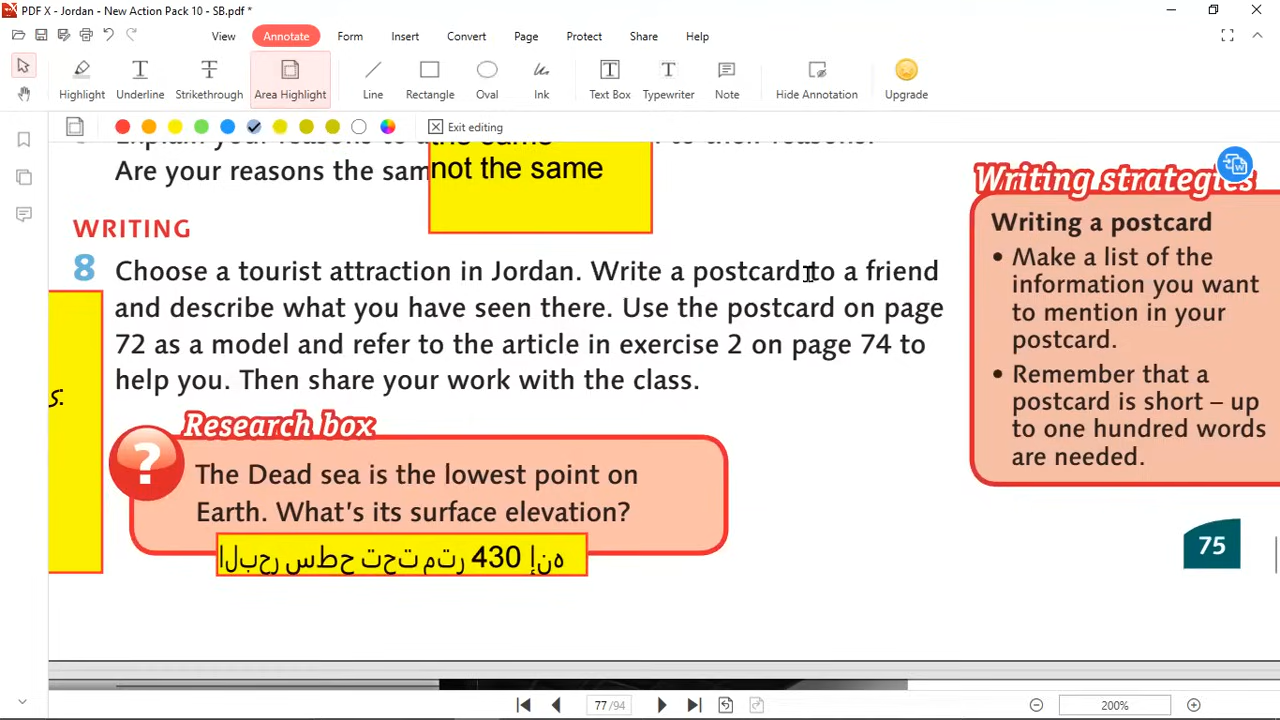 PDF X - Jordan - New Action Pack 10 - SB.pdf *
View Annotate Form Insert Convert Page Protect Share Help
Highlight Underline Strikethrough Area Highlight Line Rectangle Oval Ink Text Box Typewriter Note Hide Annotation Upgrade
Exit editing
Are your reasons the sam
not the same
WRITING
8 Choose a tourist attraction in Jordan. Write a postcard to a friend
and describe what you have seen there. Use the postcard on page
72 as a model and refer to the article in exercise 2 on page 74 to
help you. Then share your work with the class.
Research box
The Dead sea is the lowest point on
Earth. What's its surface elevation?
إنه 430 متر تحت سطح البحر
Writing strategies
Writing a postcard
• Make a list of the
information you want
to mention in your
postcard.
• Remember that a
postcard is short – up
to one hundred words
are needed.
75
77 /94
200%